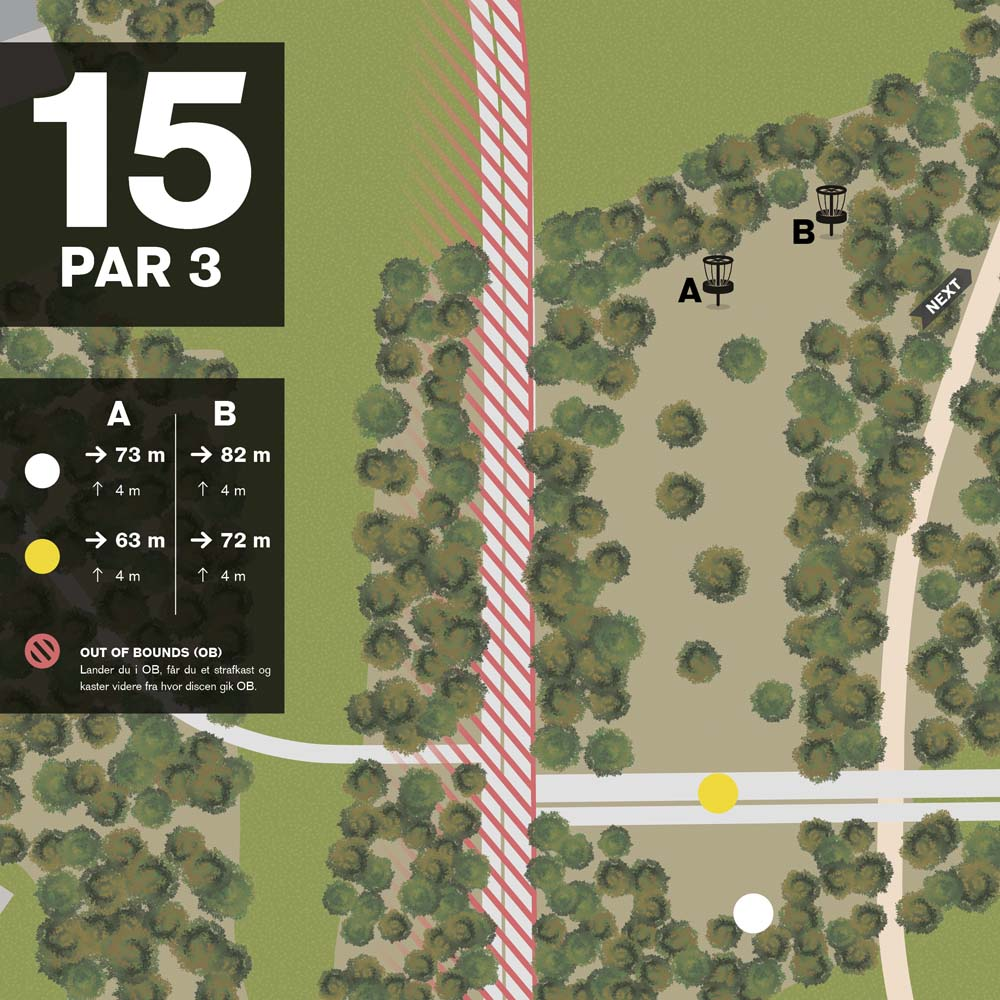 15
PAR 3
A B
→ 73 m → 82 m
↑ 4 m ↑ 4 m
→ 63 m → 72 m
↑ 4 m ↑ 4 m
OUT OF BOUNDS (OB)
Lander du i OB, får du et strafkast og
kaster videre fra hvor discen gik OB.
B
A
NEXT